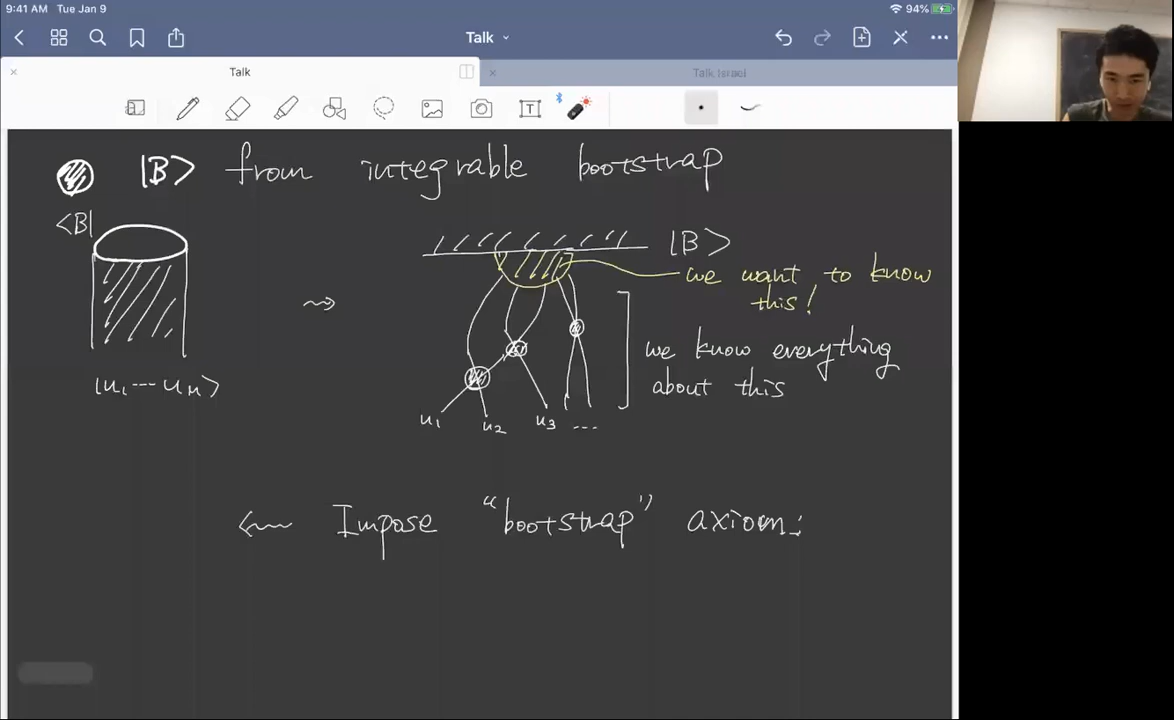 9:41 AM Tue Jan 9
94%
Talk
Talk
Talk Israel
T
|B> from integrable bootstrap
<B|
|B>
we want to know
this!
we know everything
about this
|u₁ ... u_M>
u₁ u₂ u₃ ...
Impose "bootstrap" axiom: